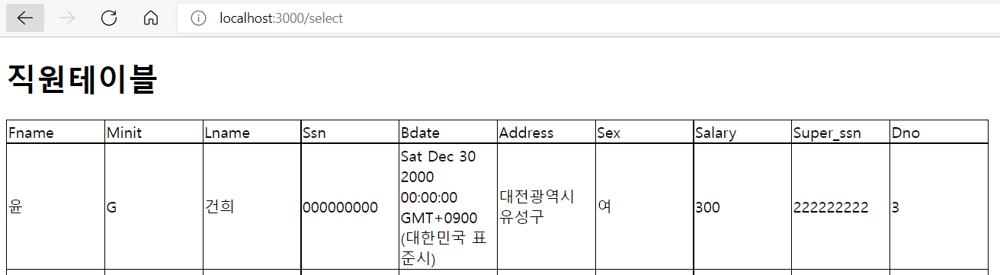 localhost:3000/select
직원테이블
Fname Minit Lname Ssn Bdate Address Sex Salary Super_ssn Dno
윤 G 건희 000000000 Sat Dec 30 2000 00:00:00 GMT+0900 (대한민국 표준시) 대전광역시 유성구 여 300 222222222 3